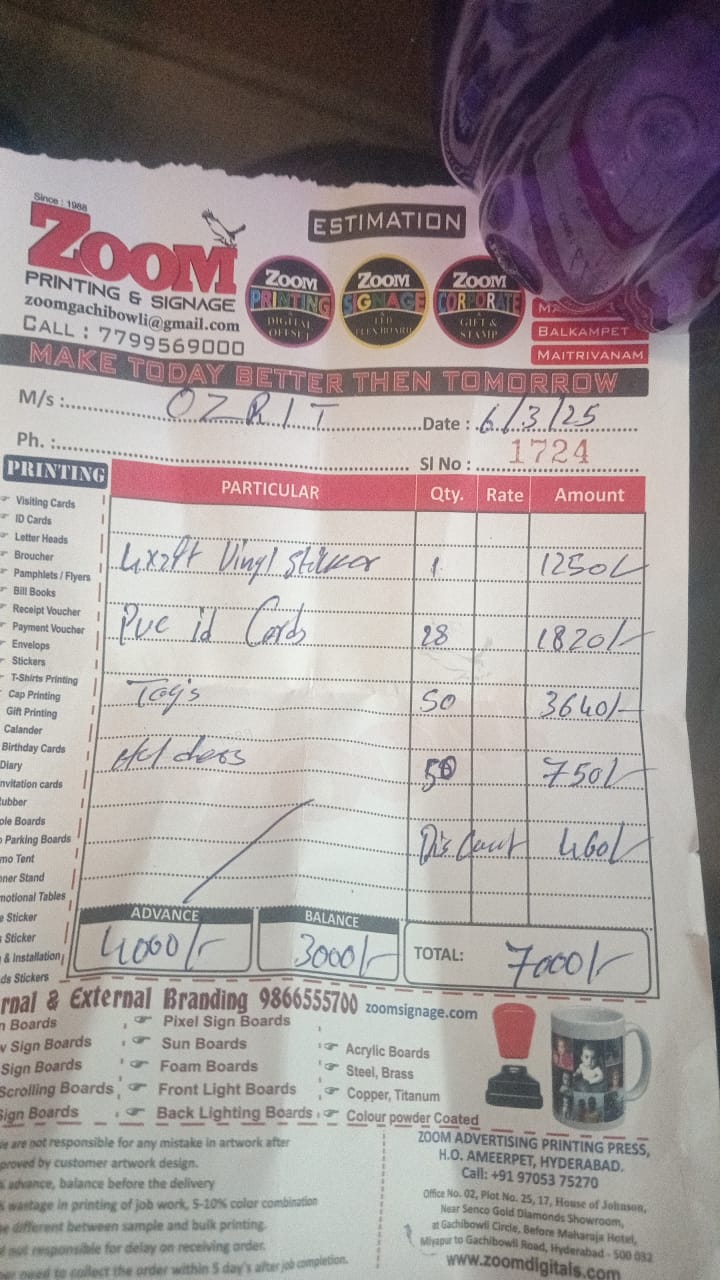 Since : 1988
ZOOM
PRINTING & SIGNAGE
zoomgachibowli@gmail.com
CALL : 7799569000
ESTIMATION
ZOOM PRINTING DIGITAL OFFSET
ZOOM SIGNAGE LED FLEX BOARD
ZOOM CORPORATE GIFT & STAMP
BALKAMPET
MAITRIVANAM
MAKE TODAY BETTER THEN TOMORROW
M/s : OZRIT Date : 6/3/25
Ph. : Sl No : 1724
PRINTING
PARTICULAR Qty. Rate Amount
4x2ft Vinyl Sticker 1 1250/-
Pvc id Cards 28 1820/-
Tag's 50 3640/-
Holders 50 750/-
Discount 460/-
Visiting Cards
ID Cards
Letter Heads
Broucher
Pamphlets / Flyers
Bill Books
Receipt Voucher
Payment Voucher
Envelops
Stickers
T-Shirts Printing
Cap Printing
Gift Printing
Calander
Birthday Cards
Diary
nvitation cards
ubber
ole Boards
Parking Boards
mo Tent
ner Stand
motional Tables
e Sticker
Sticker
& Installation
ds Stickers
ADVANCE BALANCE
4000/- 3000/- TOTAL: 7000/-
rnal & External Branding 9866555700 zoomsignage.com
n Boards
w Sign Boards
Sign Boards
Scrolling Boards
Sign Boards
Pixel Sign Boards
Sun Boards
Foam Boards
Front Light Boards
Back Lighting Boards
Acrylic Boards
Steel, Brass
Copper, Titanum
Colour powder Coated
e are not responsible for any mistake in artwork after
proved by customer artwork design.
advance, balance before the delivery
wastage in printing of job work, 5-10% color combination
e different between sample and bulk printing.
not responsible for delay on receiving order.
need to collect the order within 5 day's after job completion.
ZOOM ADVERTISING PRINTING PRESS,
H.O. AMEERPET, HYDERABAD.
Call: +91 97053 75270
Office No. 02, Plot No. 25, 17, House of Johnson,
Near Senco Gold Diamonds Showroom,
at Gachibowli Circle, Before Maharaja Hotel,
Miyapur to Gachibowli Road, Hyderabad - 500 032
www.zoomdigitals.com